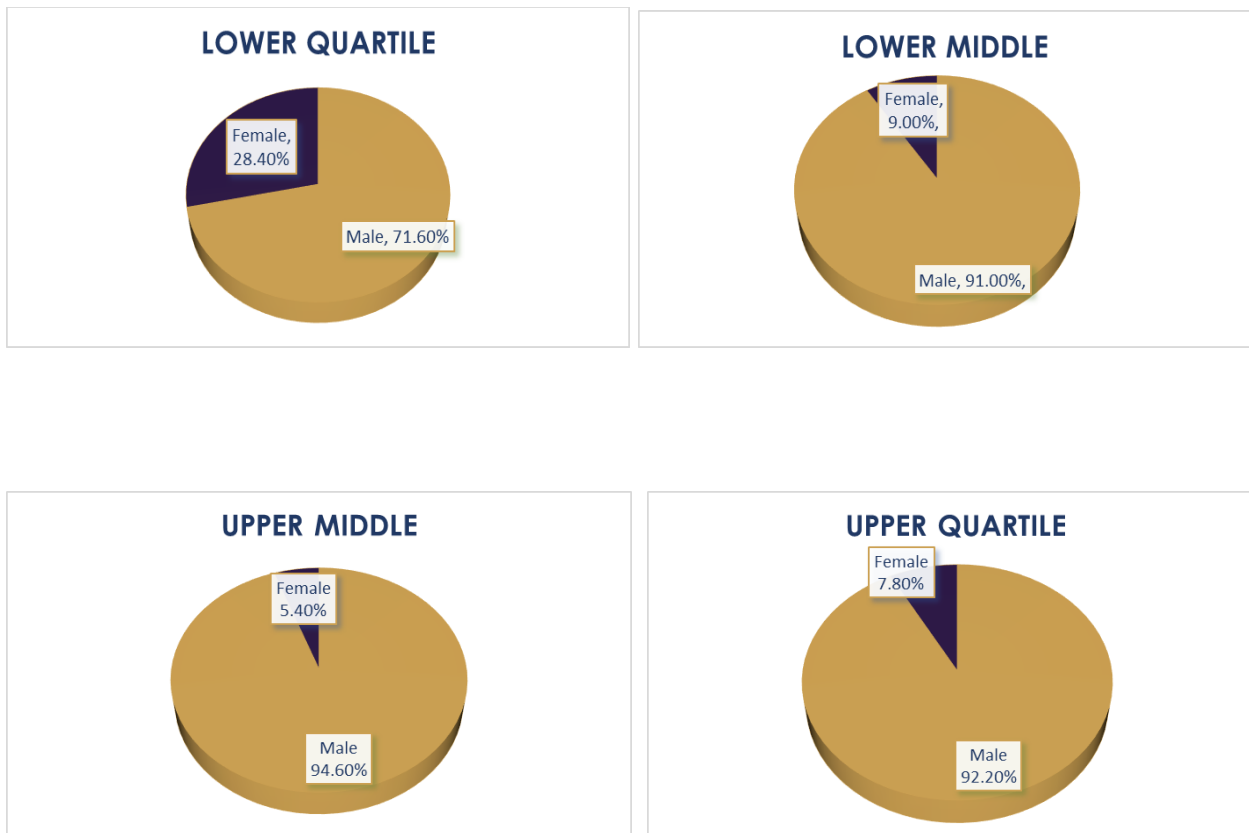 LOWER QUARTILE
Female,
28.40%
Male, 71.60%
LOWER MIDDLE
Female,
9.00%,
Male, 91.00%,
UPPER MIDDLE
Female
5.40%
Male
94.60%
UPPER QUARTILE
Female
7.80%
Male
92.20%